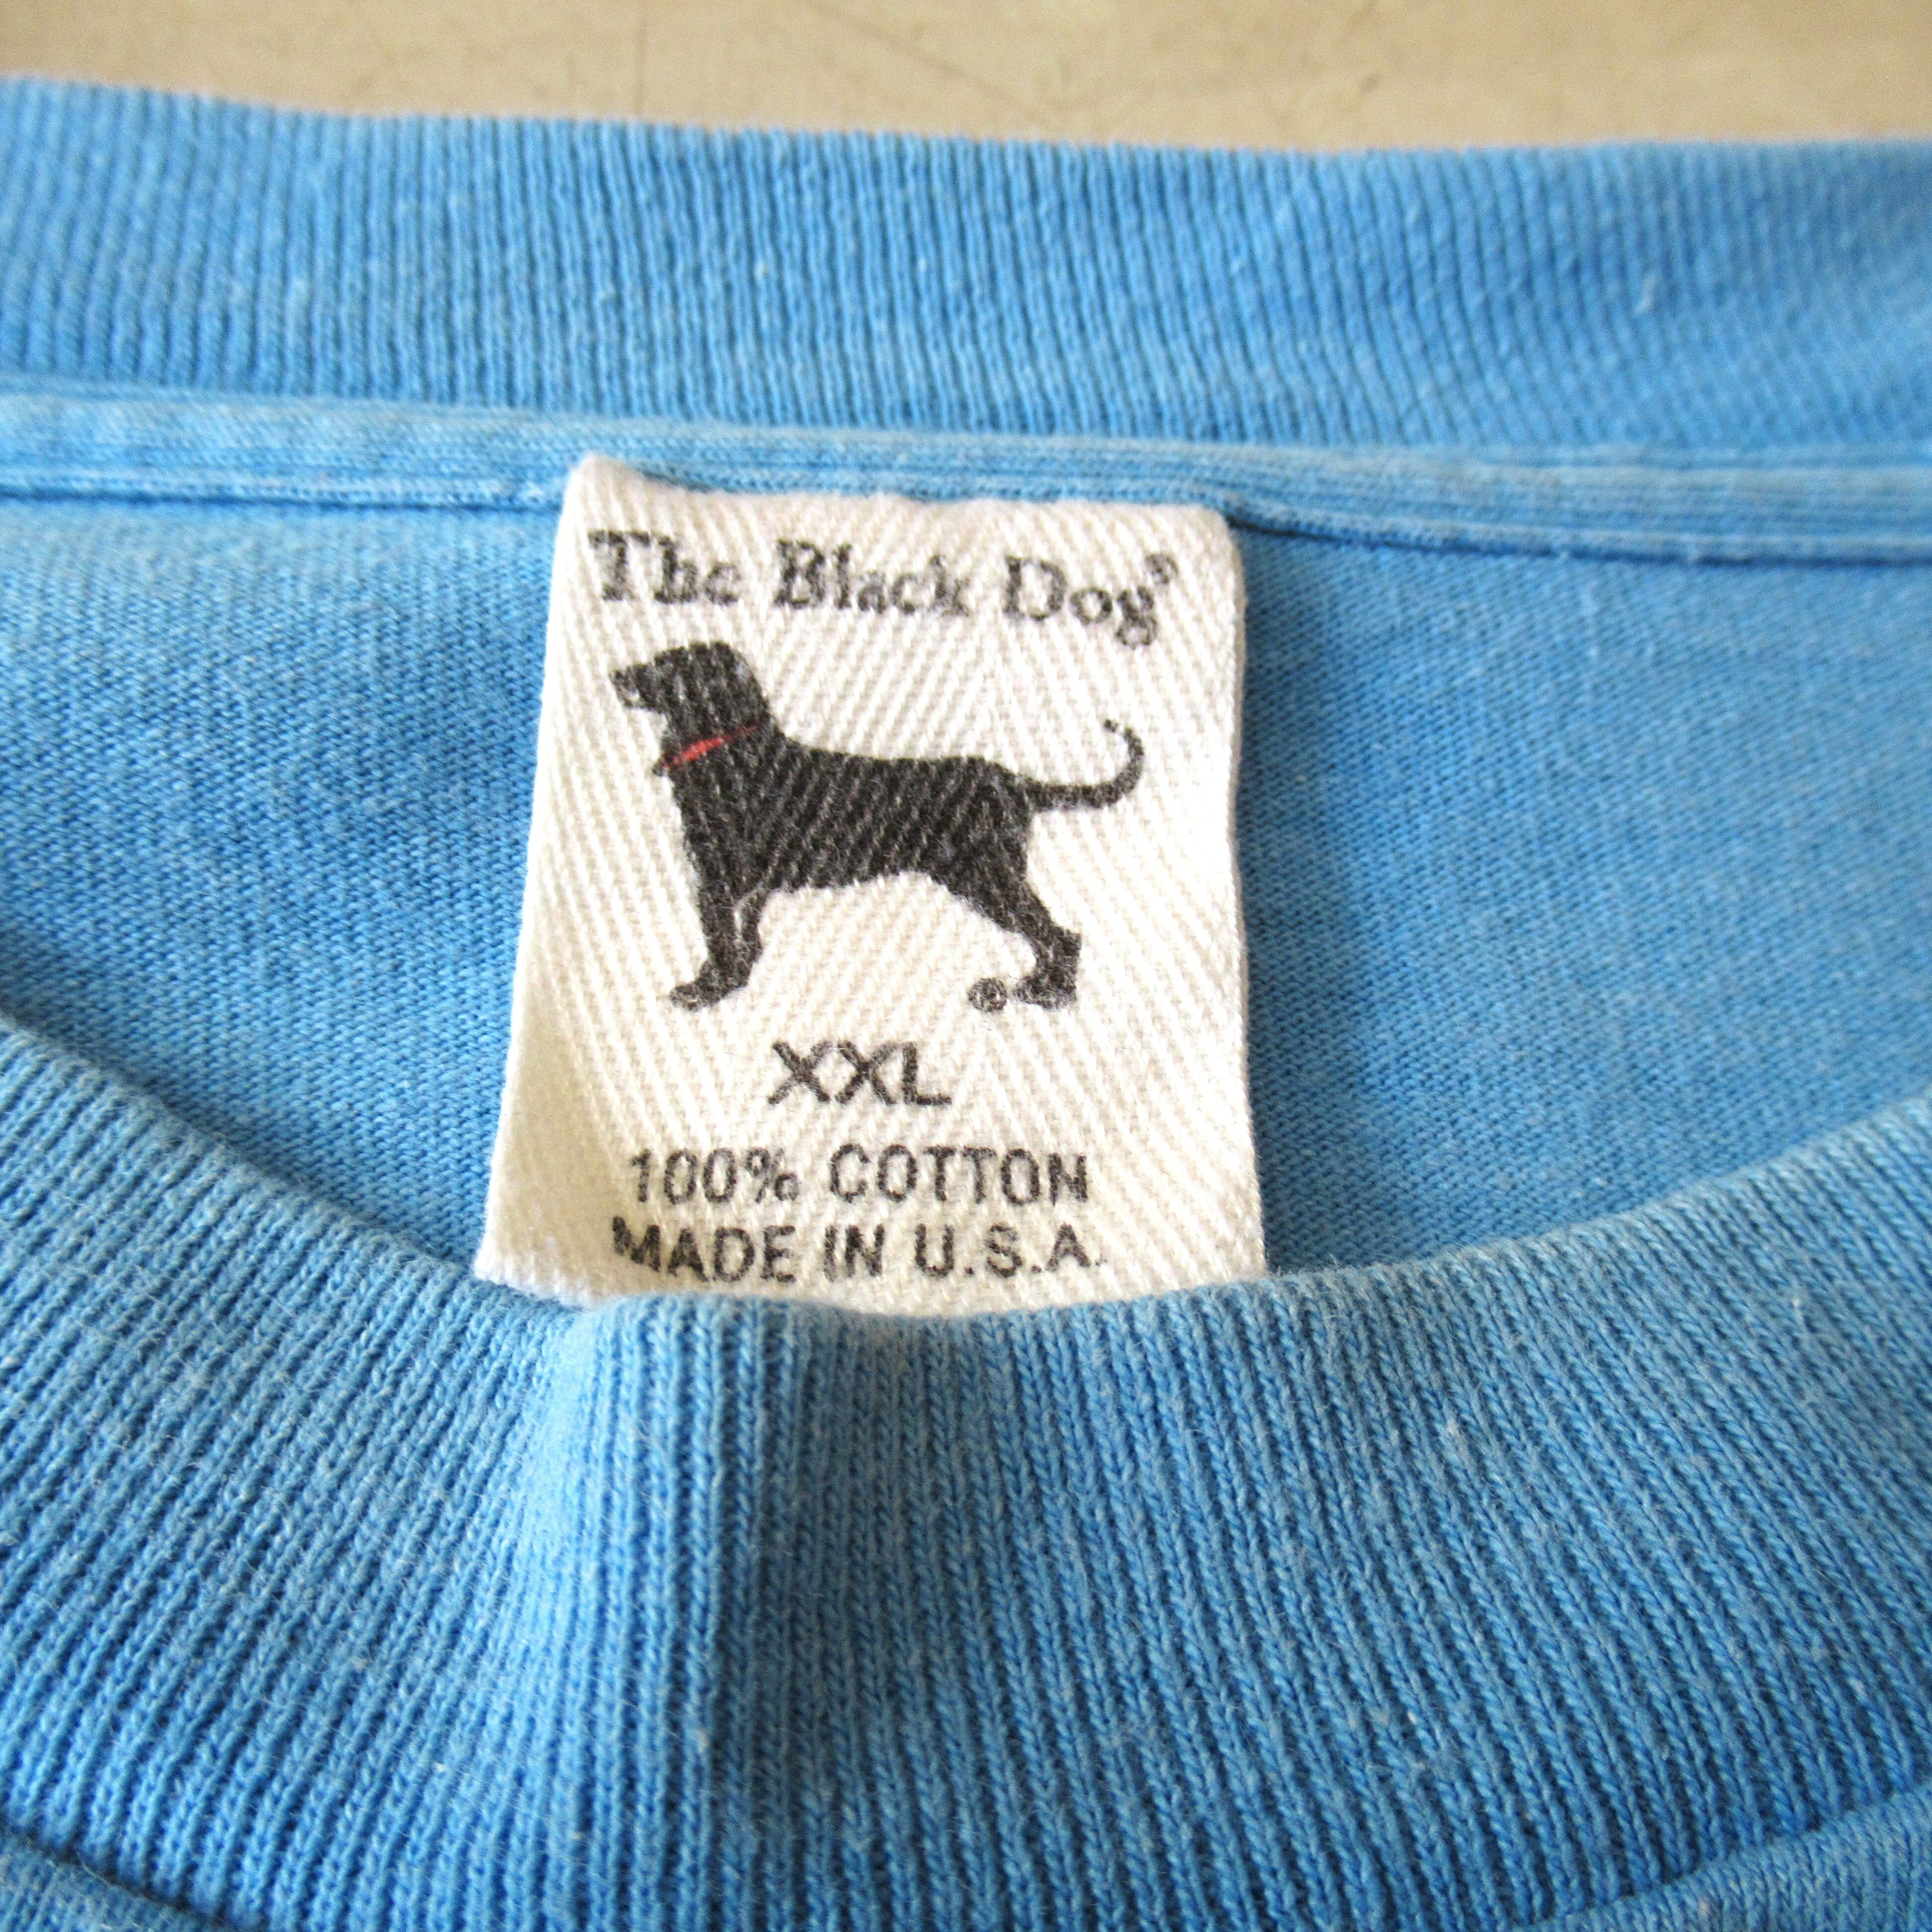 The Black Dog®
®
XXL
100% COTTON
MADE IN U.S.A.